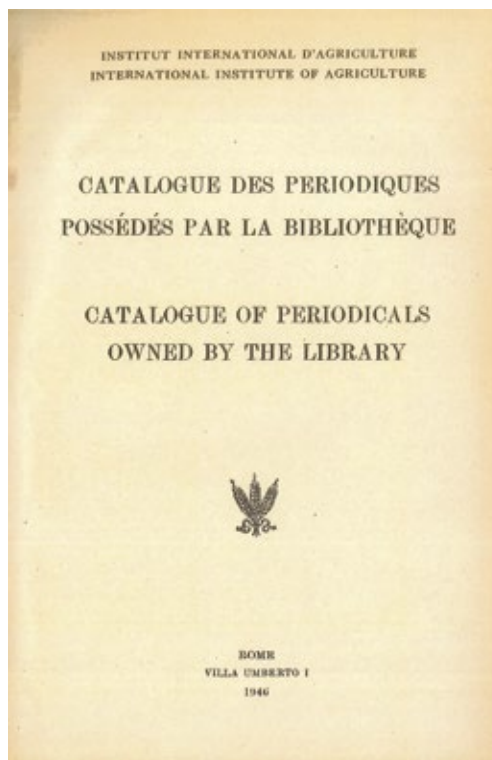 INSTITUT INTERNATIONAL D'AGRICULTURE
INTERNATIONAL INSTITUTE OF AGRICULTURE
CATALOGUE DES PERIODIQUES
POSSÉDÉS PAR LA BIBLIOTHÈQUE
CATALOGUE OF PERIODICALS
OWNED BY THE LIBRARY
ROME
VILLA UMBERTO I
1946